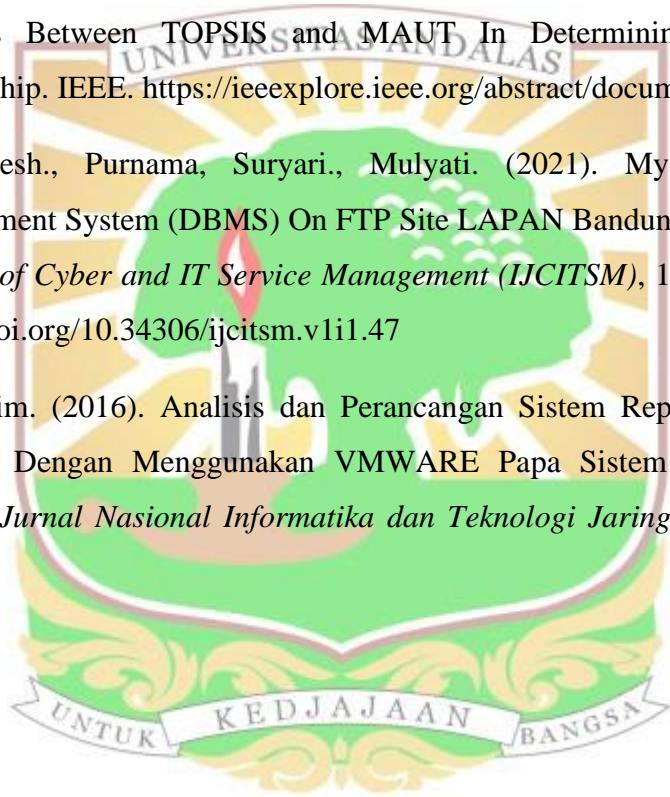 Between TOPSIS and MAUT In Determinin
UNIVERSITAS ANDALAS
hip. IEEE. https://ieeexplore.ieee.org/abstract/docum
esh., Purnama, Suryari., Mulyati. (2021). My
ment System (DBMS) On FTP Site LAPAN Bandun
of Cyber and IT Service Management (IJCITSM), 1
oi.org/10.34306/ijcitsm.v1i1.47
im. (2016). Analisis dan Perancangan Sistem Rep
Dengan Menggunakan VMWARE Papa Sistem
Jurnal Nasional Informatika dan Teknologi Jaring
UNTUK KEDJAJAAN BANGSA